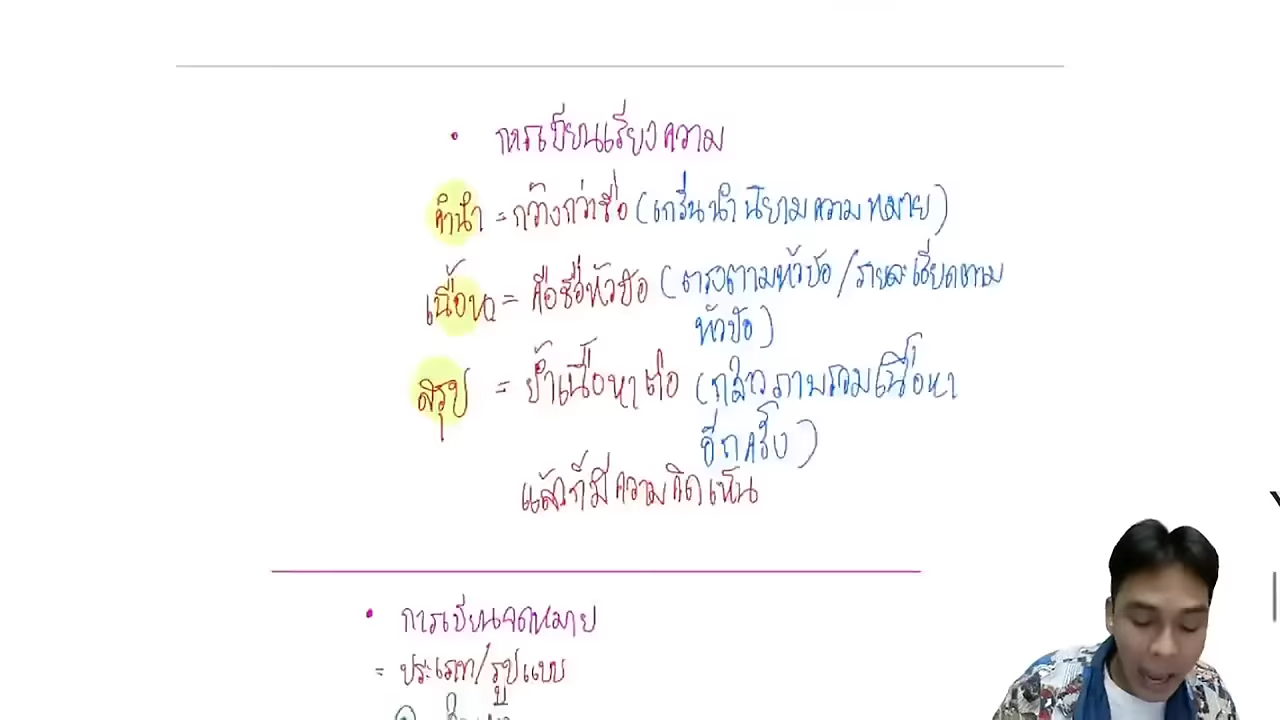 • การเขียนเรียงความ
คำนำ = กว้างกว่าชื่อ (เกริ่นนำ นิยาม ความหมาย)
เนื้อหา = คือชื่อหัวข้อ (ตรงตามหัวข้อ/รายละเอียดตาม
หัวข้อ)
สรุป = ย้ำเนื้อหาต่อ (กล่าวภาพรวมเนื้อหา
อีกครั้ง)
แล้วก็มีความคิดเห็น
• การเขียนจดหมาย
= ประเภท/รูปแบบ